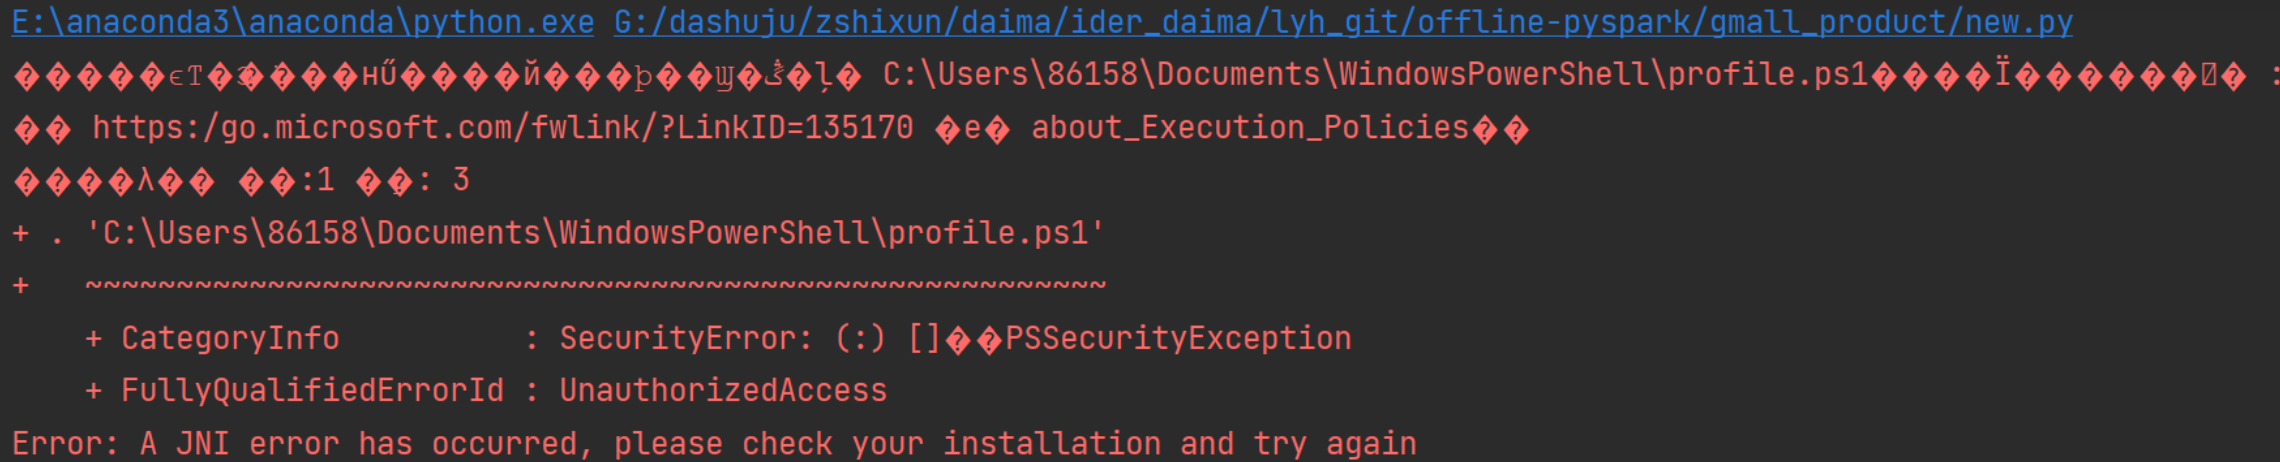 E:\anaconda3\anaconda\python.exe G:/dashuju/zshixun/daima/ider_daima/lyh_git/offline-pyspark/gmall_product/new.py
C:\Users\86158\Documents\WindowsPowerShell\profile.ps1
https:/go.microsoft.com/fwlink/?LinkID=135170 �e� about_Execution_Policies��
����λ�� ��:1 ��: 3
+ . 'C:\Users\86158\Documents\WindowsPowerShell\profile.ps1'
+   ~~~~~~~~~~~~~~~~~~~~~~~~~~~~~~~~~~~~~~~~~~~~~~~~~~~~~~~~
    + CategoryInfo          : SecurityError: (:) []��PSSecurityException
    + FullyQualifiedErrorId : UnauthorizedAccess
Error: A JNI error has occurred, please check your installation and try again